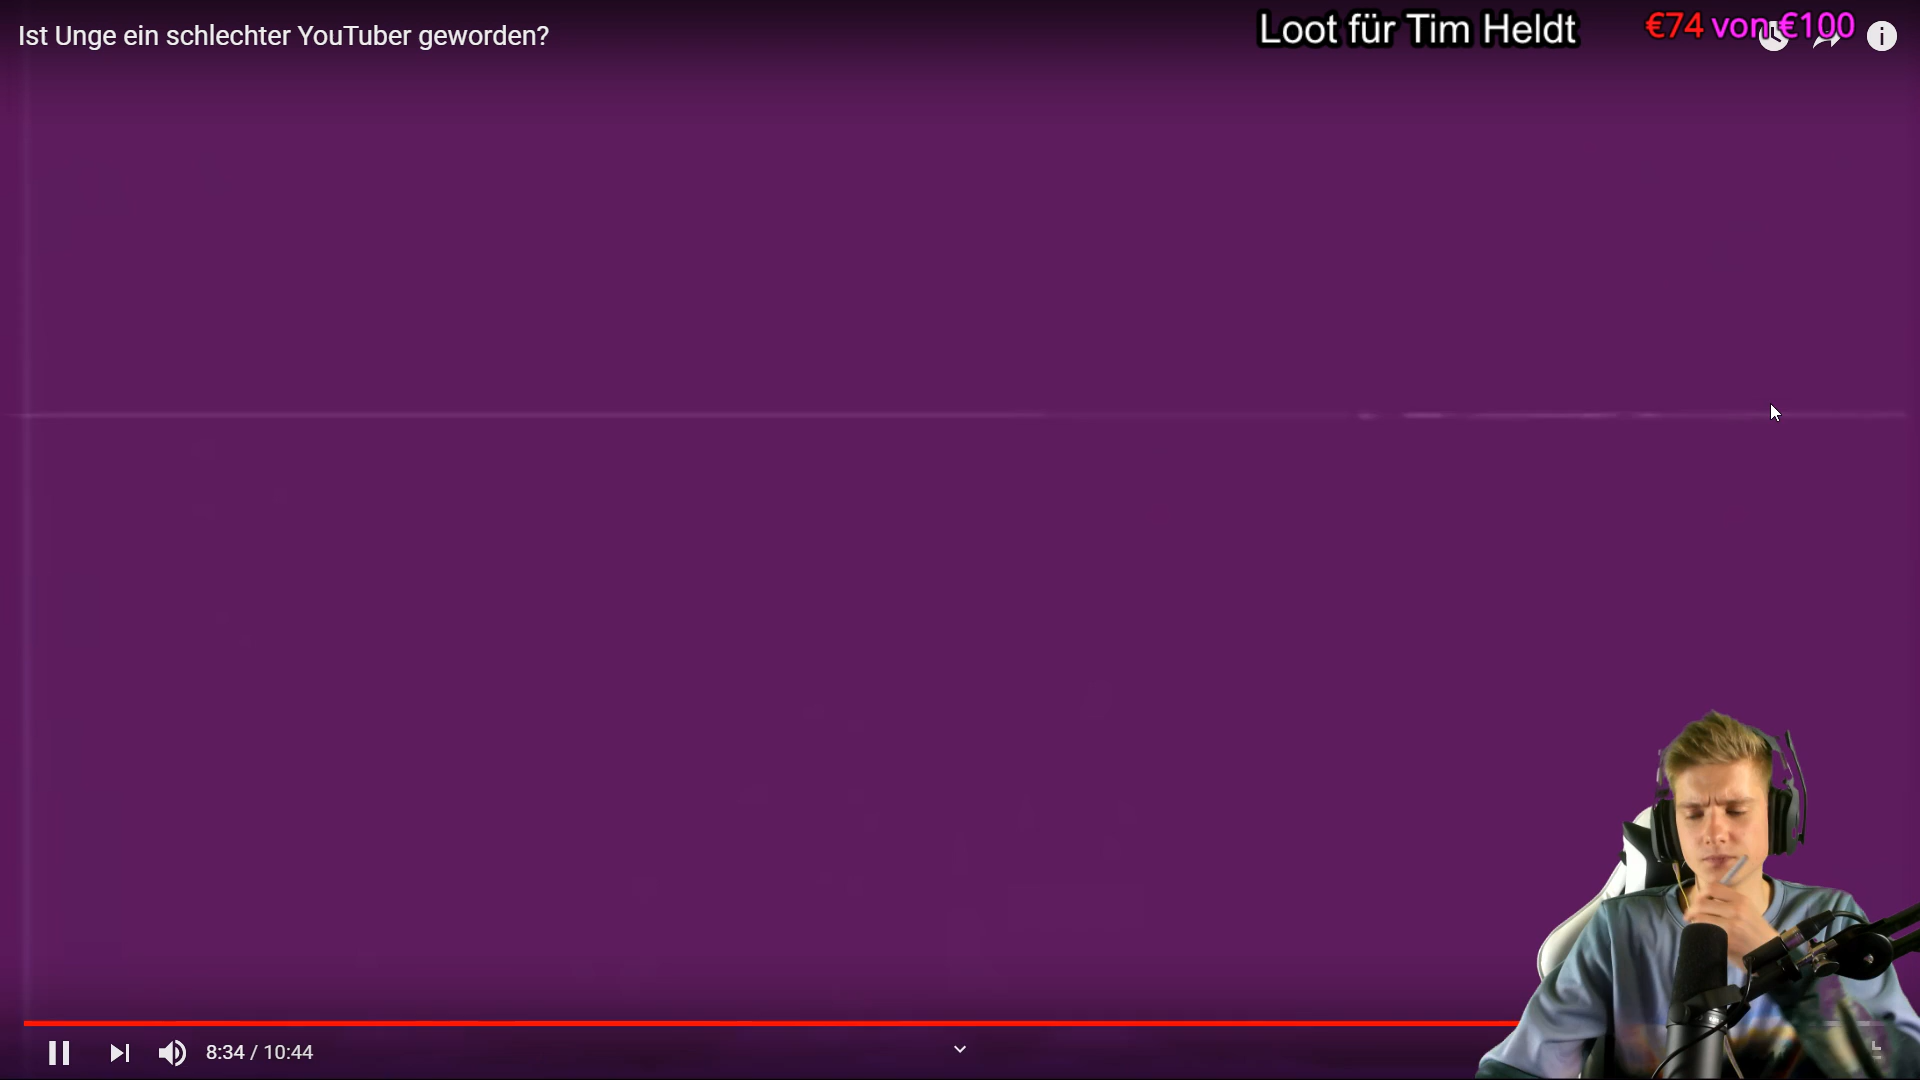 Ist Unge ein schlechter YouTuber geworden?
Loot für Tim Heldt
€74 von €100
8:34 / 10:44